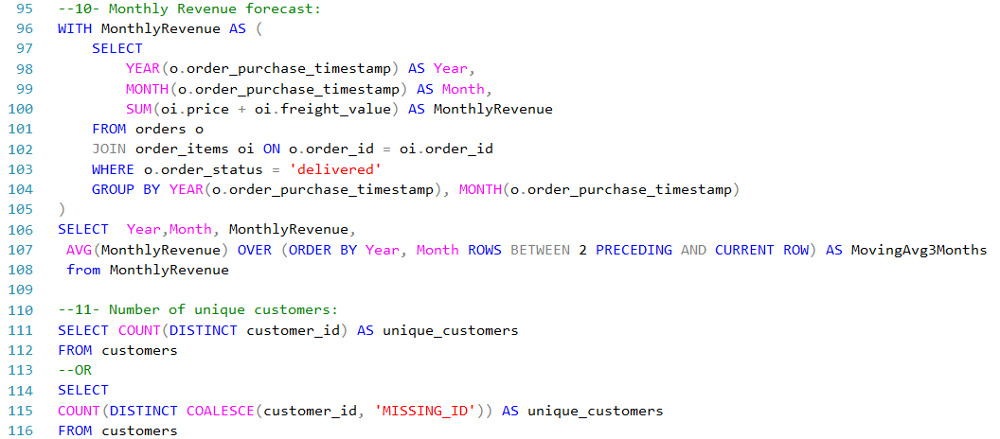 95 --10- Monthly Revenue forecast:
96 WITH MonthlyRevenue AS (
97     SELECT
98         YEAR(o.order_purchase_timestamp) AS Year,
99         MONTH(o.order_purchase_timestamp) AS Month,
100         SUM(oi.price + oi.freight_value) AS MonthlyRevenue
101     FROM orders o
102     JOIN order_items oi ON o.order_id = oi.order_id
103     WHERE o.order_status = 'delivered'
104     GROUP BY YEAR(o.order_purchase_timestamp), MONTH(o.order_purchase_timestamp)
105 )
106 SELECT  Year,Month, MonthlyRevenue,
107  AVG(MonthlyRevenue) OVER (ORDER BY Year, Month ROWS BETWEEN 2 PRECEDING AND CURRENT ROW) AS MovingAvg3Months
108  from MonthlyRevenue
109
110 --11- Number of unique customers:
111 SELECT COUNT(DISTINCT customer_id) AS unique_customers
112 FROM customers
113 --OR
114 SELECT
115 COUNT(DISTINCT COALESCE(customer_id, 'MISSING_ID')) AS unique_customers
116 FROM customers